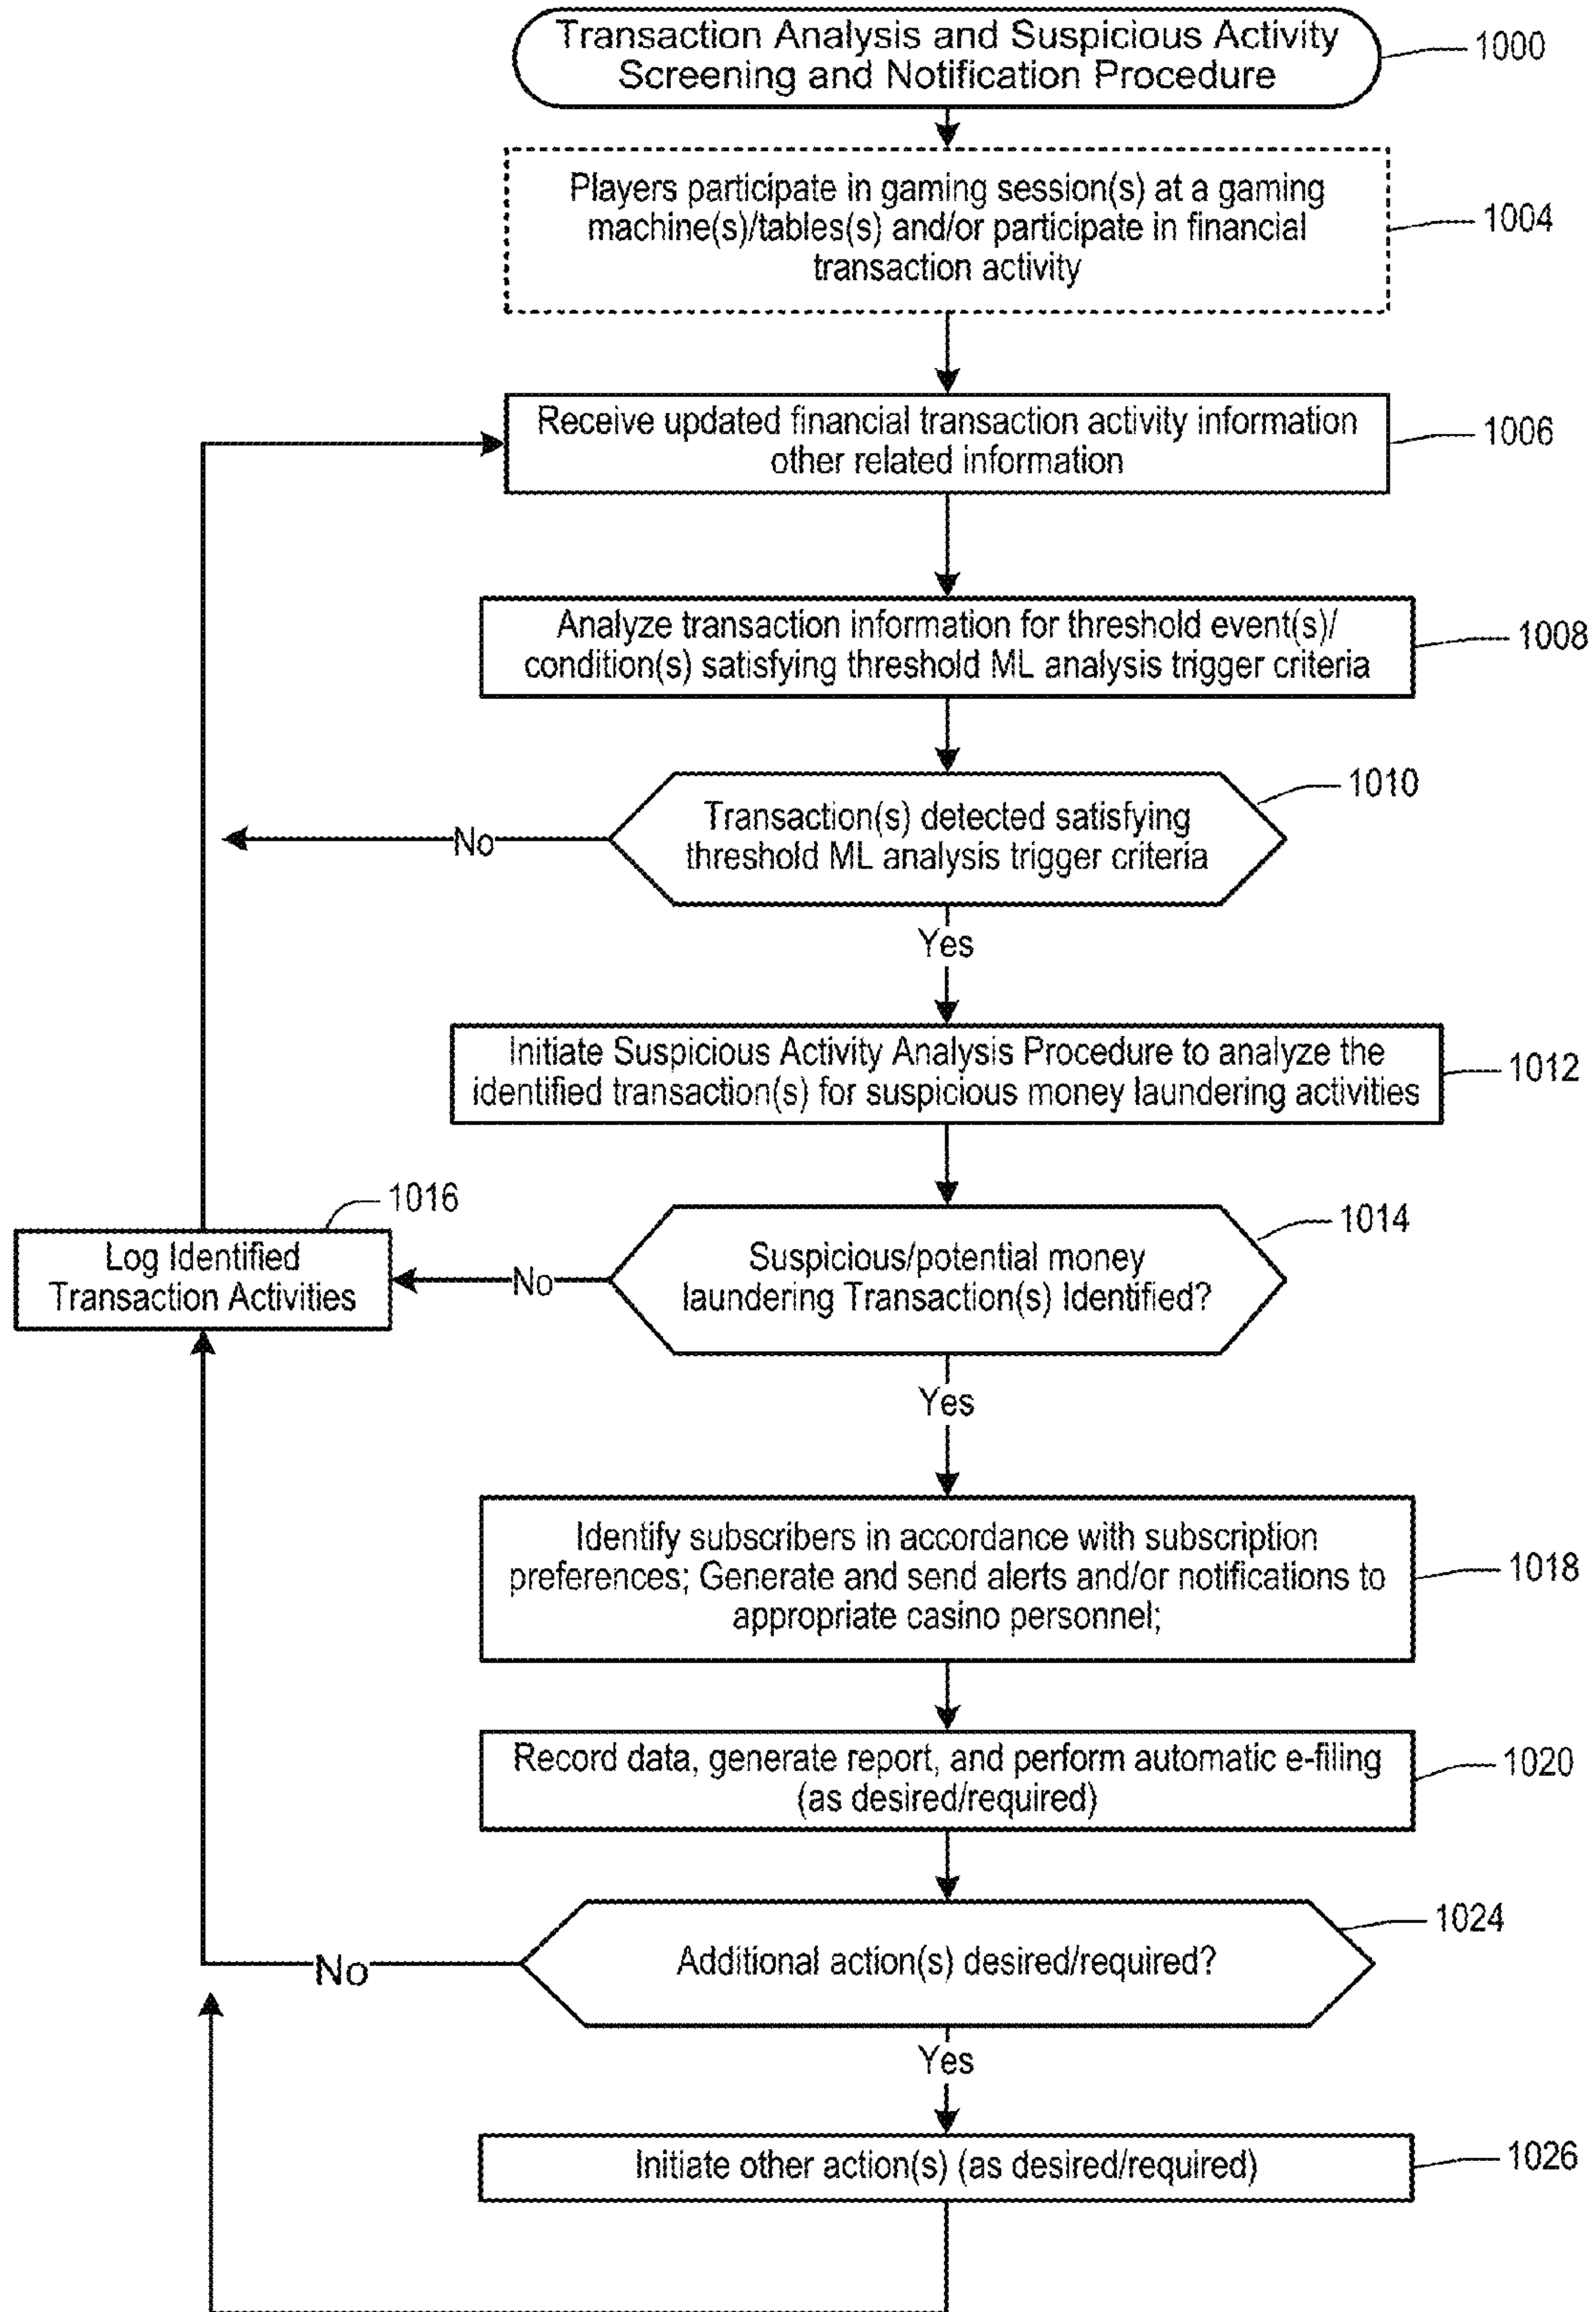 Transaction Analysis and Suspicious Activity
Screening and Notification Procedure
1000
Players participate in gaming session(s) at a gaming
machine(s)/tables(s) and/or participate in financial
transaction activity
1004
Receive updated financial transaction activity information
other related information
1006
Analyze transaction information for threshold event(s)/
condition(s) satisfying threshold ML analysis trigger criteria
1008
Transaction(s) detected satisfying
threshold ML analysis trigger criteria
1010
No
Yes
Initiate Suspicious Activity Analysis Procedure to analyze the
identified transaction(s) for suspicious money laundering activities
1012
Suspicious/potential money
laundering Transaction(s) Identified?
1014
No
Log Identified
Transaction Activities
1016
Yes
Identify subscribers in accordance with subscription
preferences; Generate and send alerts and/or notifications to
appropriate casino personnel;
1018
Record data, generate report, and perform automatic e-filing
(as desired/required)
1020
Additional action(s) desired/required?
1024
No
Yes
Initiate other action(s) (as desired/required)
1026